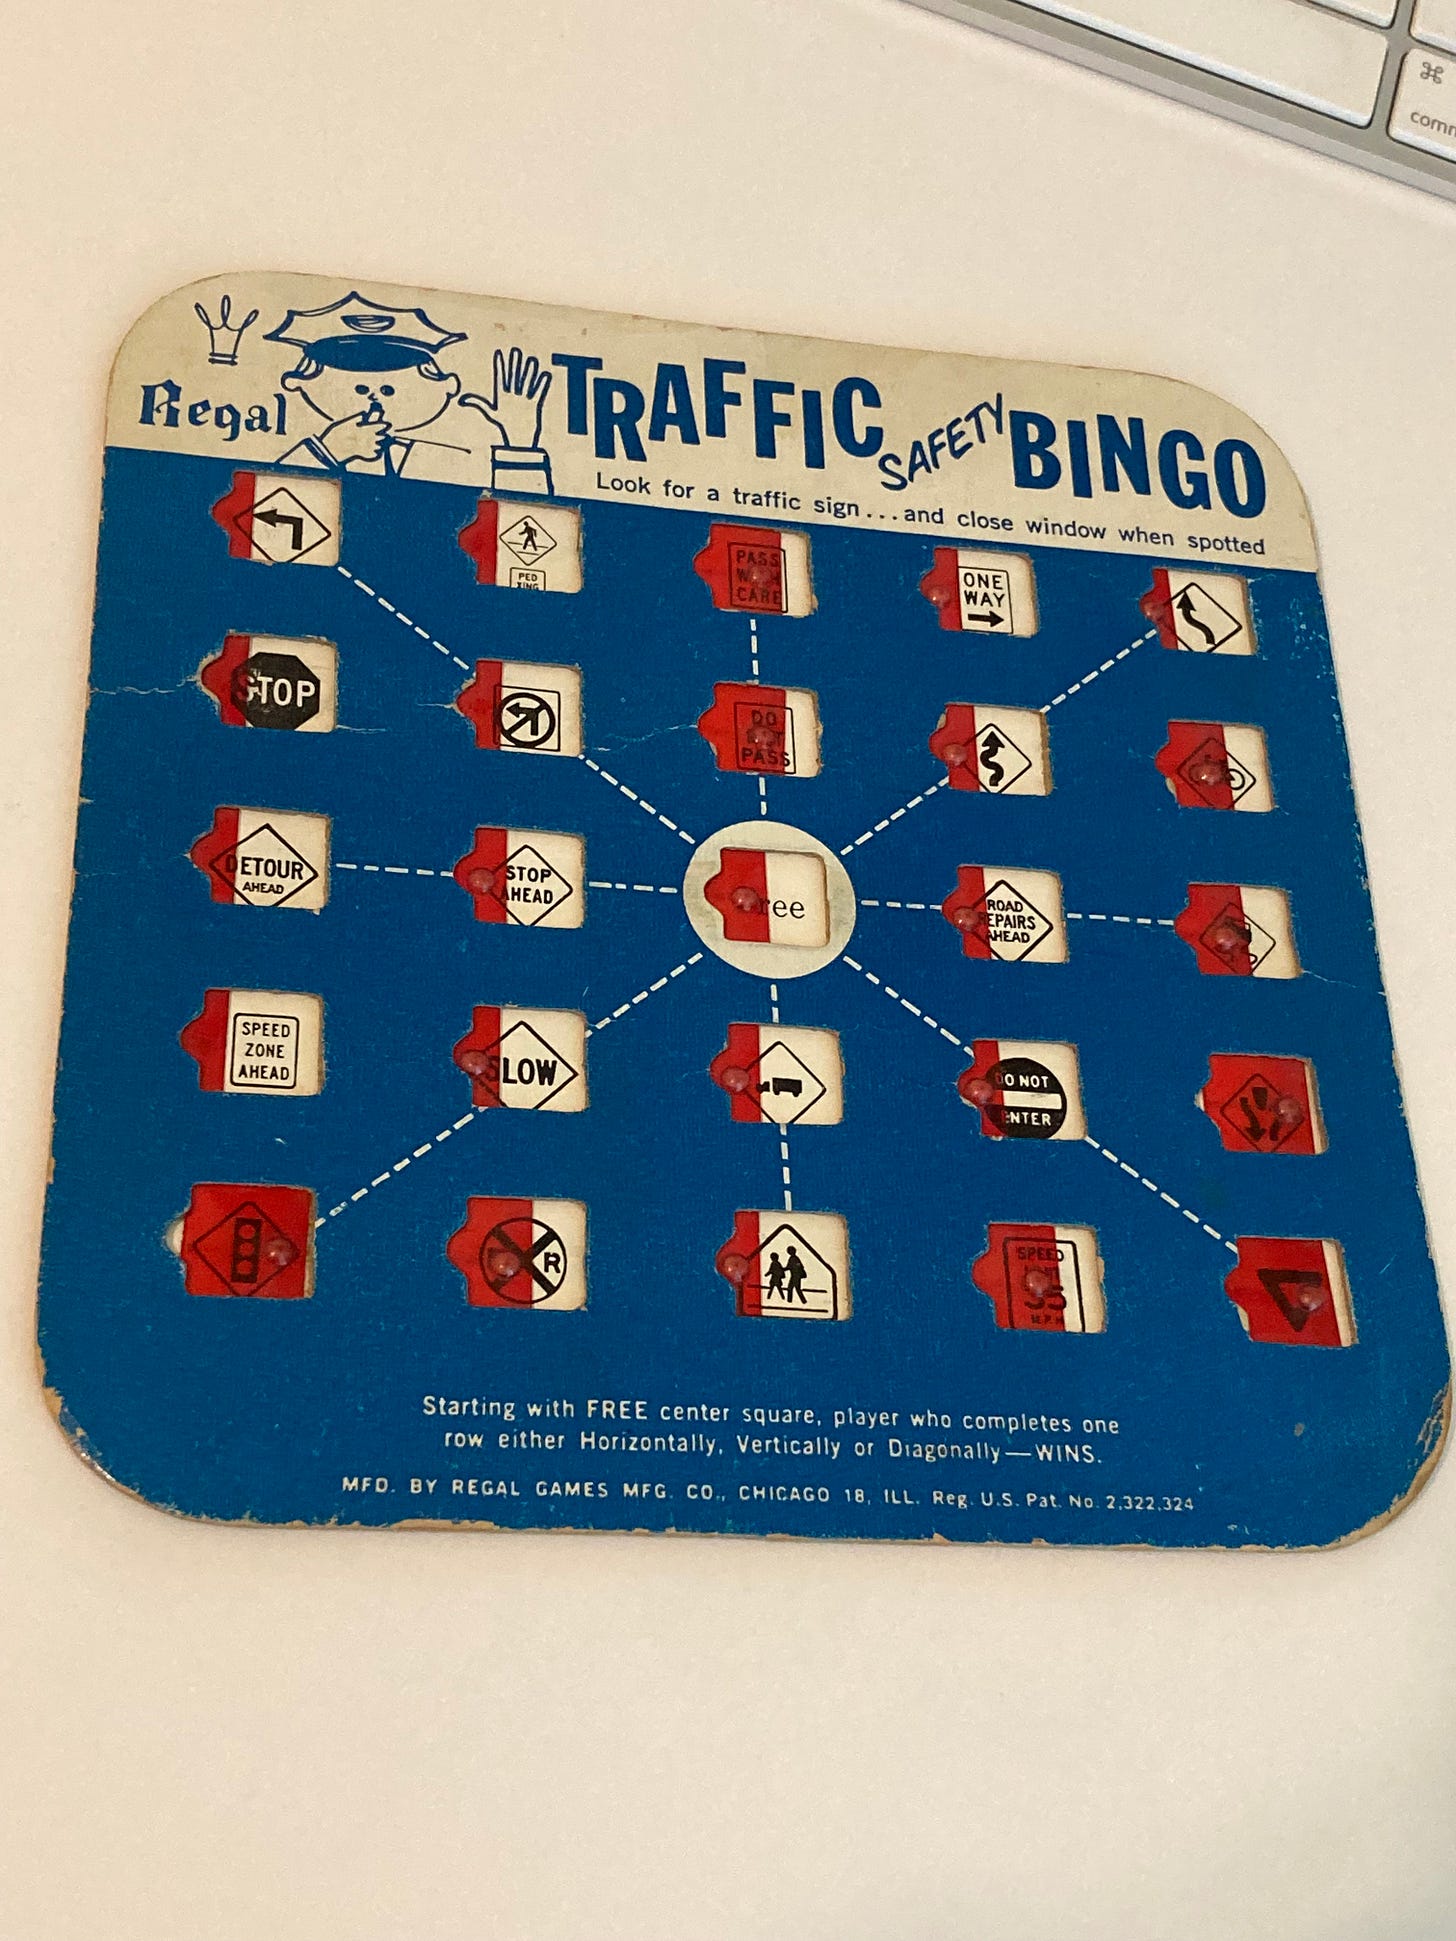 ⌘
Regal
TRAFFIC SAFETY BINGO
Look for a traffic sign...and close window when spotted
PED
XING
PASS
WITH
CARE
ONE
WAY
STOP
DO
NOT
PASS
DETOUR
AHEAD
STOP
AHEAD
Free
ROAD
REPAIRS
AHEAD
SPEED
ZONE
AHEAD
SLOW
DO NOT
ENTER
R
SPEED
M.P.H
Starting with FREE center square, player who completes one
row either Horizontally, Vertically or Diagonally—WINS.
MFD. BY REGAL GAMES MFG. CO., CHICAGO 18, ILL. Reg. U.S. Pat. No. 2,322,324